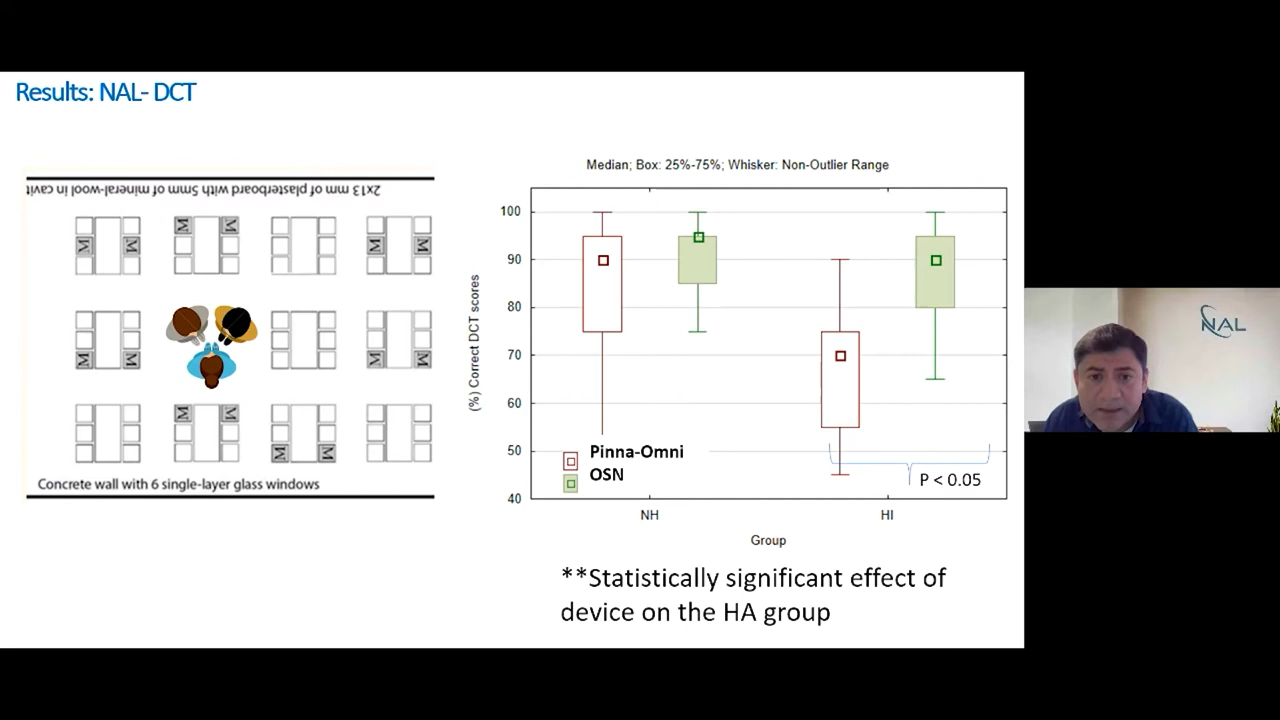 Results: NAL- DCT
2x13 mm of plasterboard with 5mm of mineral-wool in cavit
M M M M M M
M M M M
M M M M
Concrete wall with 6 single-layer glass windows
Median; Box: 25%-75%; Whisker: Non-Outlier Range
(%) Correct DCT scores
100
90
80
70
60
50
40
Pinna-Omni
OSN
P < 0.05
NH HI
Group
**Statistically significant effect of
device on the HA group
NAL